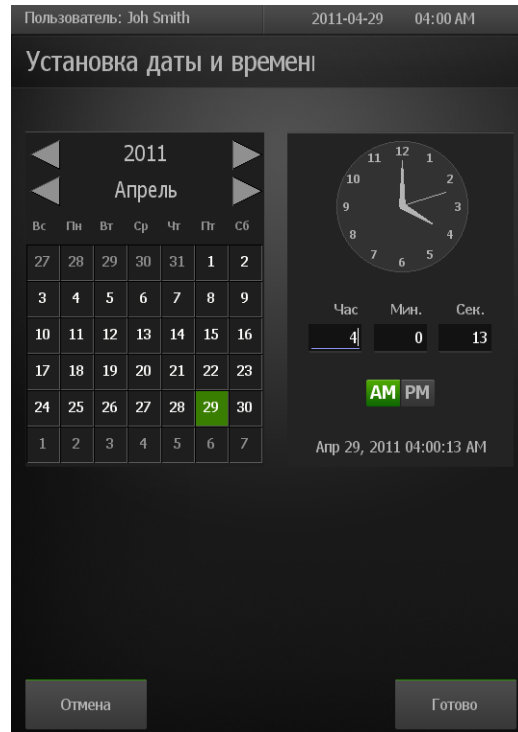 Пользователь: Joh Smith 2011-04-29 04:00 AM
Установка даты и времени
2011
Апрель
Вс Пн Вт Ср Чт Пт Сб
27 28 29 30 31 1 2
3 4 5 6 7 8 9
10 11 12 13 14 15 16
17 18 19 20 21 22 23
24 25 26 27 28 29 30
1 2 3 4 5 6 7
12 1 2 3 4 5 6 7 8 9 10 11
Час Мин. Сек.
4 0 13
AM PM
Апр 29, 2011 04:00:13 AM
Отмена Готово